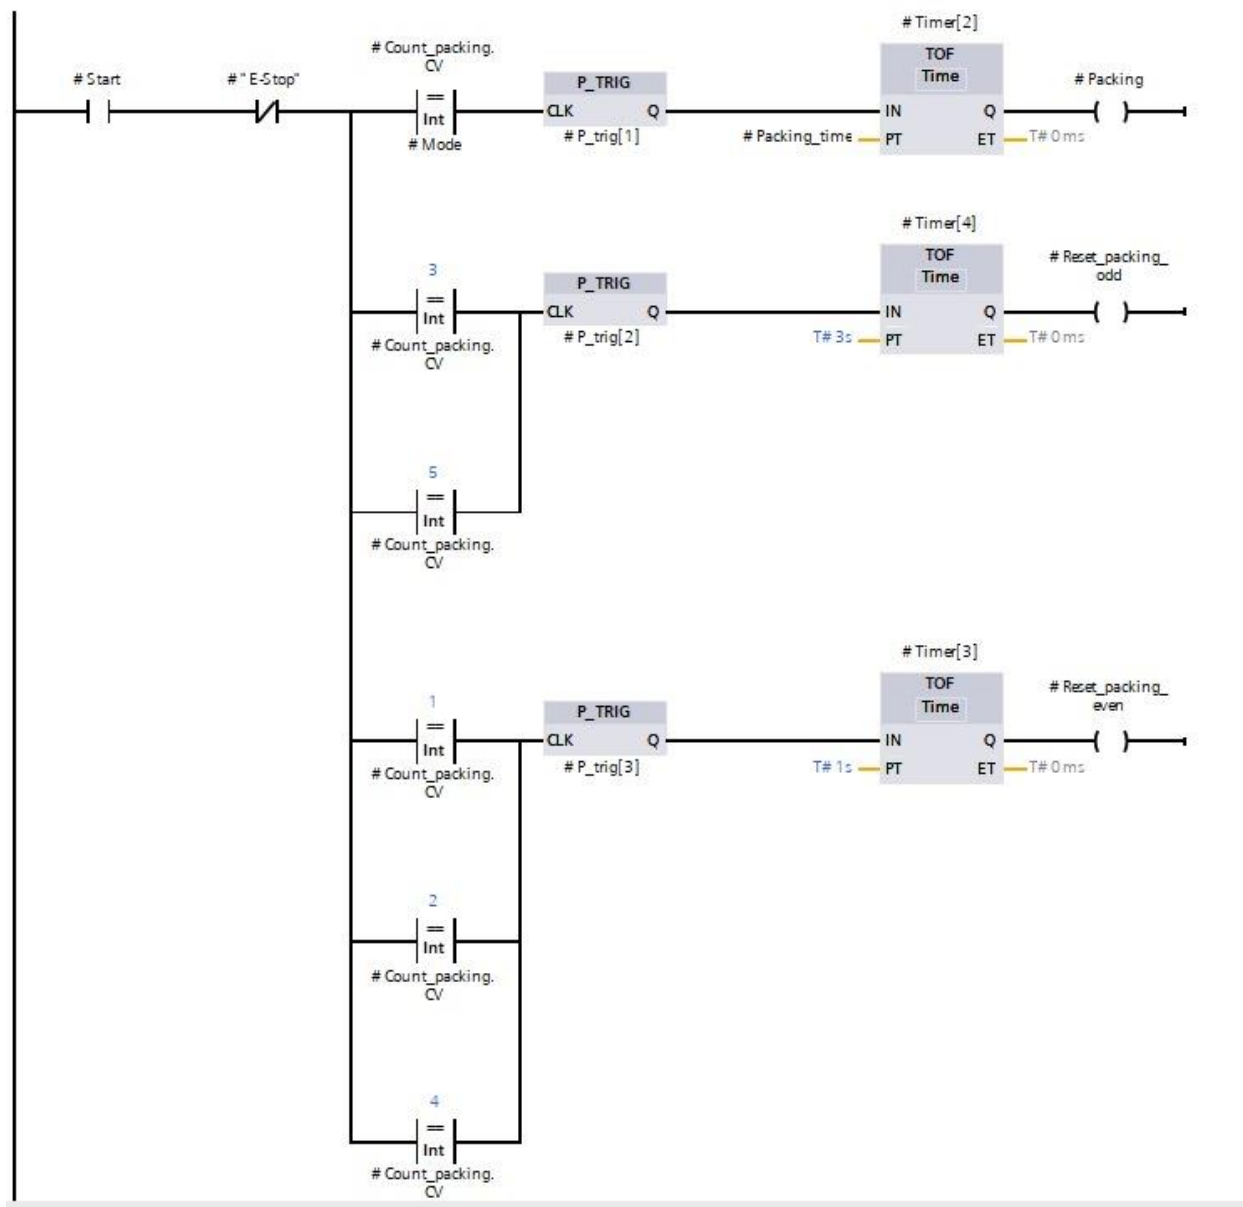 # Timer[2]
# Count_packing.
CV
TOF
Time
# Start
# "E-Stop"
==
Int
# Mode
P_TRIG
CLK Q
# P_trig[1]
# Packing_time
IN Q
PT ET
T# 0ms
# Packing
( )
# Timer[4]
3
==
Int
# Count_packing.
CV
P_TRIG
CLK Q
# P_trig[2]
TOF
Time
T# 3s
IN Q
PT ET
T# 0ms
# Reset_packing_
odd
( )
5
==
Int
# Count_packing.
CV
# Timer[3]
1
==
Int
# Count_packing.
CV
P_TRIG
CLK Q
# P_trig[3]
TOF
Time
T# 1s
IN Q
PT ET
T# 0ms
# Reset_packing_
even
( )
2
==
Int
# Count_packing.
CV
4
==
Int
# Count_packing.
CV